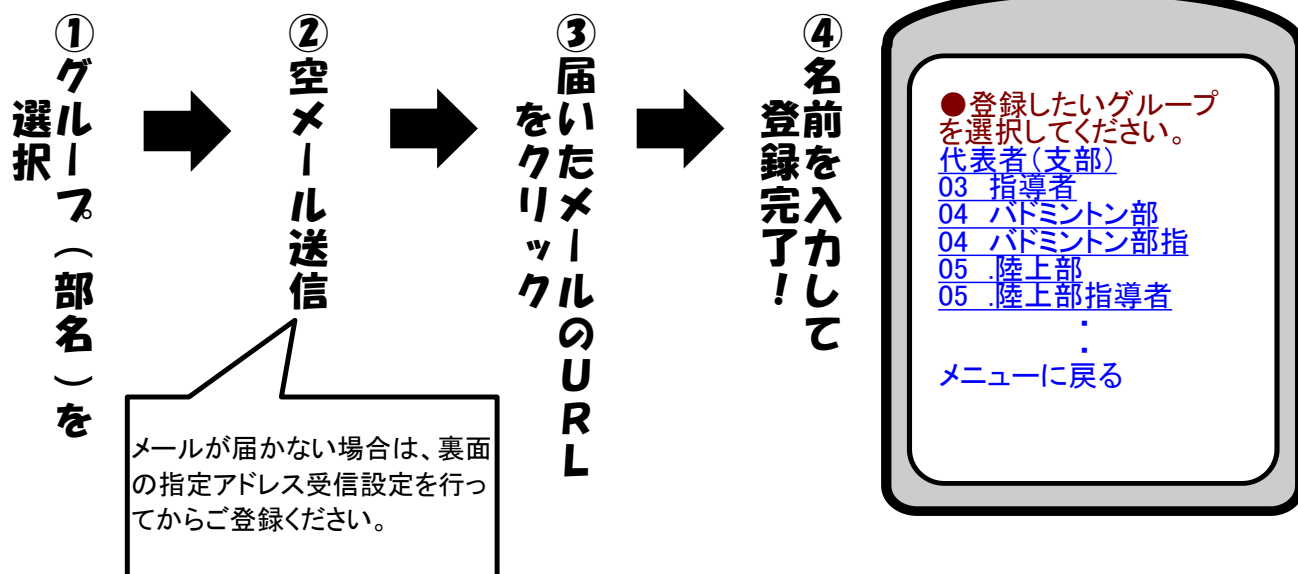 ①グループ（部名）を
選択
②空メール送信
③届いたメールのURL
をクリック
④名前を入力して
登録完了！
メールが届かない場合は、裏面
の指定アドレス受信設定を行っ
てからご登録ください。
●登録したいグループ
を選択してください。
代表者（支部）
03 指導者
04 バドミントン部
04 バドミントン部指
05 .陸上部
05 .陸上部指導者
・
・
メニューに戻る